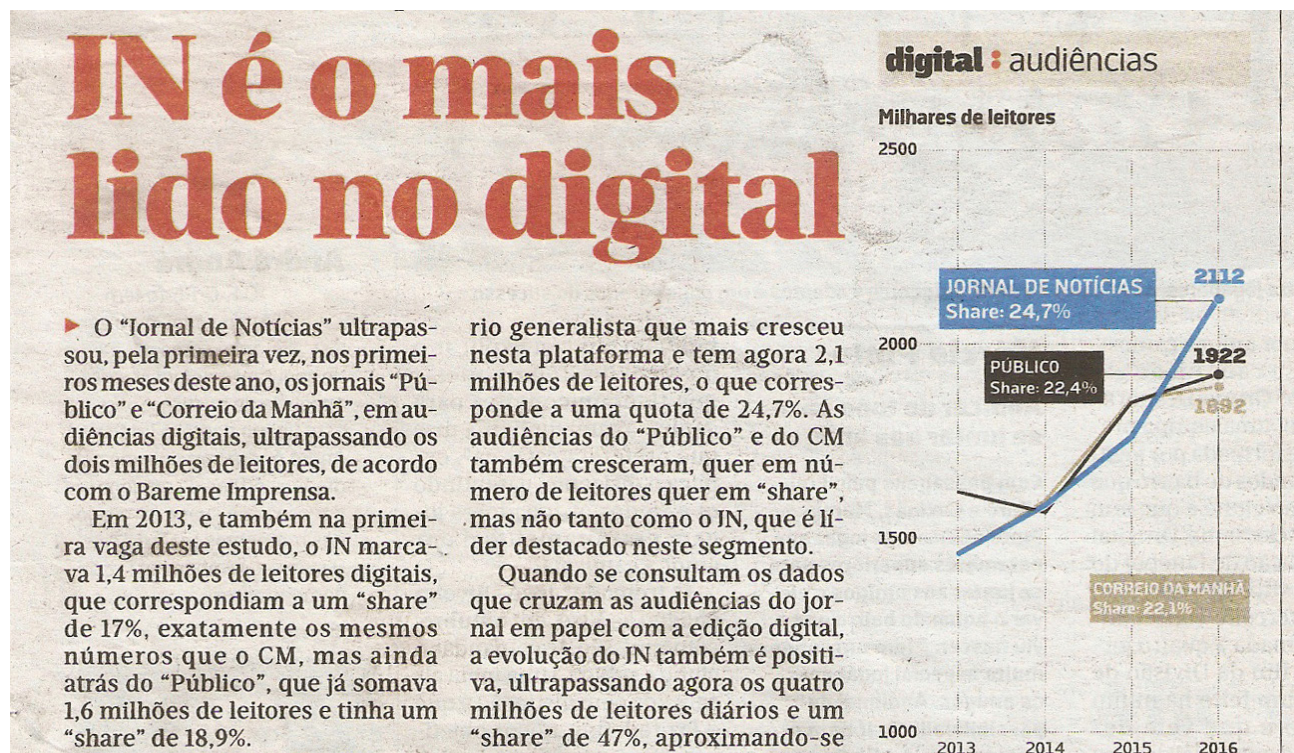 JN é o mais
lido no digital
O “Jornal de Notícias” ultrapas-
sou, pela primeira vez, nos primei-
ros meses deste ano, os jornais “Pú-
blico” e “Correio da Manhã”, em au-
diências digitais, ultrapassando os
dois milhões de leitores, de acordo
com o Bareme Imprensa.
Em 2013, e também na primei-
ra vaga deste estudo, o JN marca-
va 1,4 milhões de leitores digitais,
que correspondiam a um “share”
de 17%, exatamente os mesmos
números que o CM, mas ainda
atrás do “Público”, que já somava
1,6 milhões de leitores e tinha um
“share” de 18,9%.
rio generalista que mais cresceu
nesta plataforma e tem agora 2,1
milhões de leitores, o que corres-
ponde a uma quota de 24,7%. As
audiências do “Público” e do CM
também cresceram, quer em nú-
mero de leitores quer em “share”,
mas não tanto como o JN, que é lí-
der destacado neste segmento.
Quando se consultam os dados
que cruzam as audiências do jor-
nal em papel com a edição digital,
a evolução do JN também é positi-
va, ultrapassando agora os quatro
milhões de leitores diários e um
“share” de 47%, aproximando-se
digital : audiências
Milhares de leitores
2500
2112
JORNAL DE NOTÍCIAS
Share: 24,7%
2000
1922
PÚBLICO
Share: 22,4%
1892
1500
CORREIO DA MANHÃ
Share: 22,1%
1000
2013 2014 2015 2016